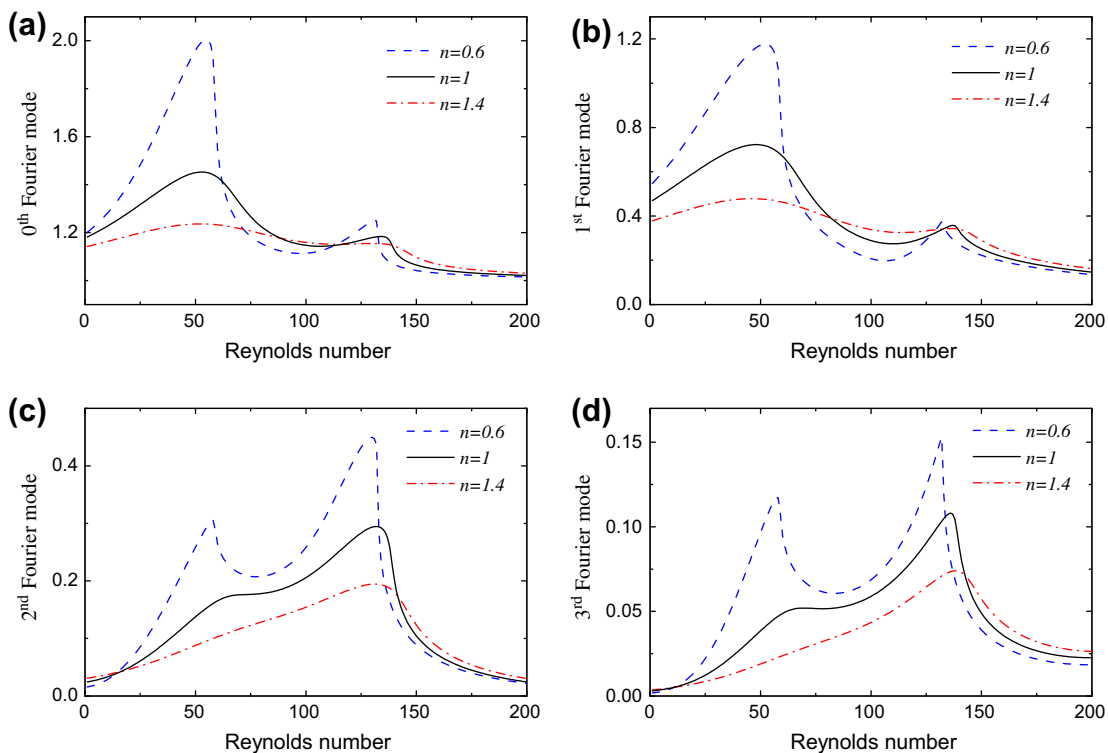 (a)
2.0
1.6
1.2
0th Fourier mode
n=0.6
n=1
n=1.4
0 50 100 150 200
Reynolds number
(b)
1.2
0.8
0.4
0.0
1st Fourier mode
n=0.6
n=1
n=1.4
0 50 100 150 200
Reynolds number
(c)
0.4
0.2
0.0
2nd Fourier mode
n=0.6
n=1
n=1.4
0 50 100 150 200
Reynolds number
(d)
0.15
0.10
0.05
0.00
3rd Fourier mode
n=0.6
n=1
n=1.4
0 50 100 150 200
Reynolds number